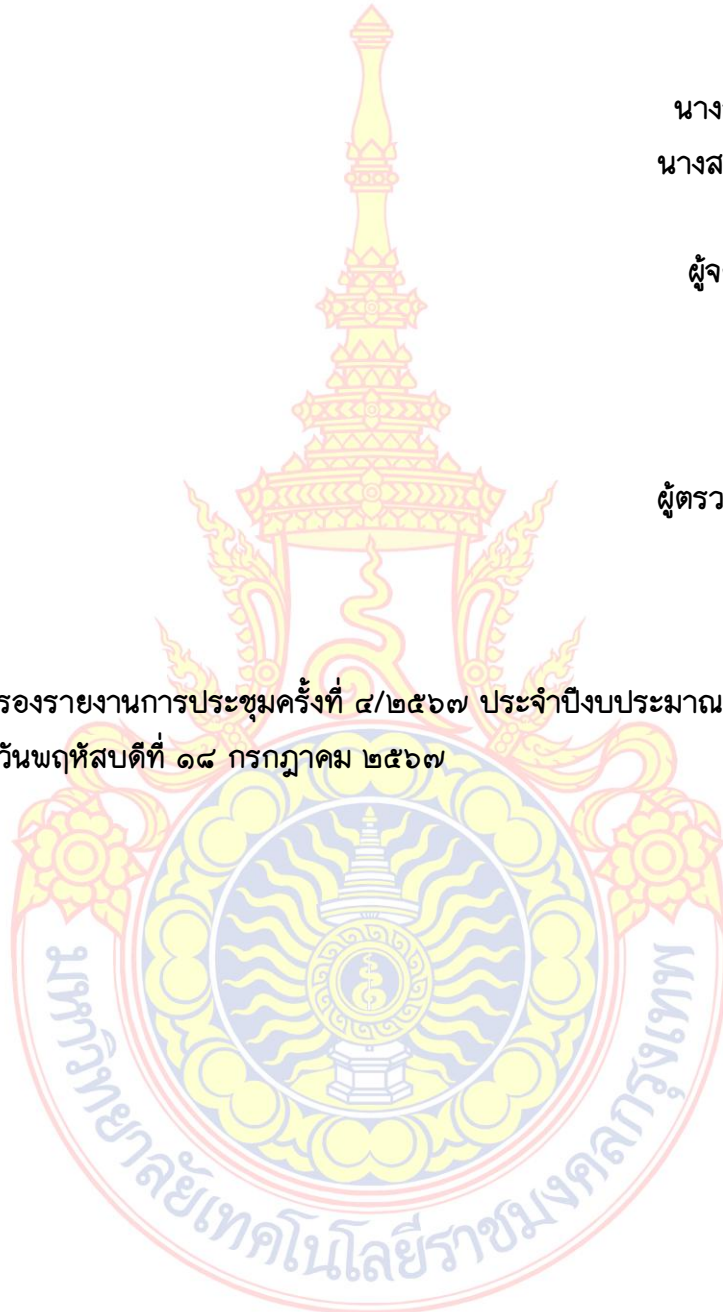 นาง
นางส
ผู้จ
ผู้ตรว
รองรายงานการประชุมครั้งที่ ๔/๒๕๖๗ ประจำปีงบประมาณ
วันพฤหัสบดีที่ ๑๘ กรกฎาคม ๒๕๖๗
มหาวิทยาลัยเทคโนโลยีราชมงคลกรุงเทพ